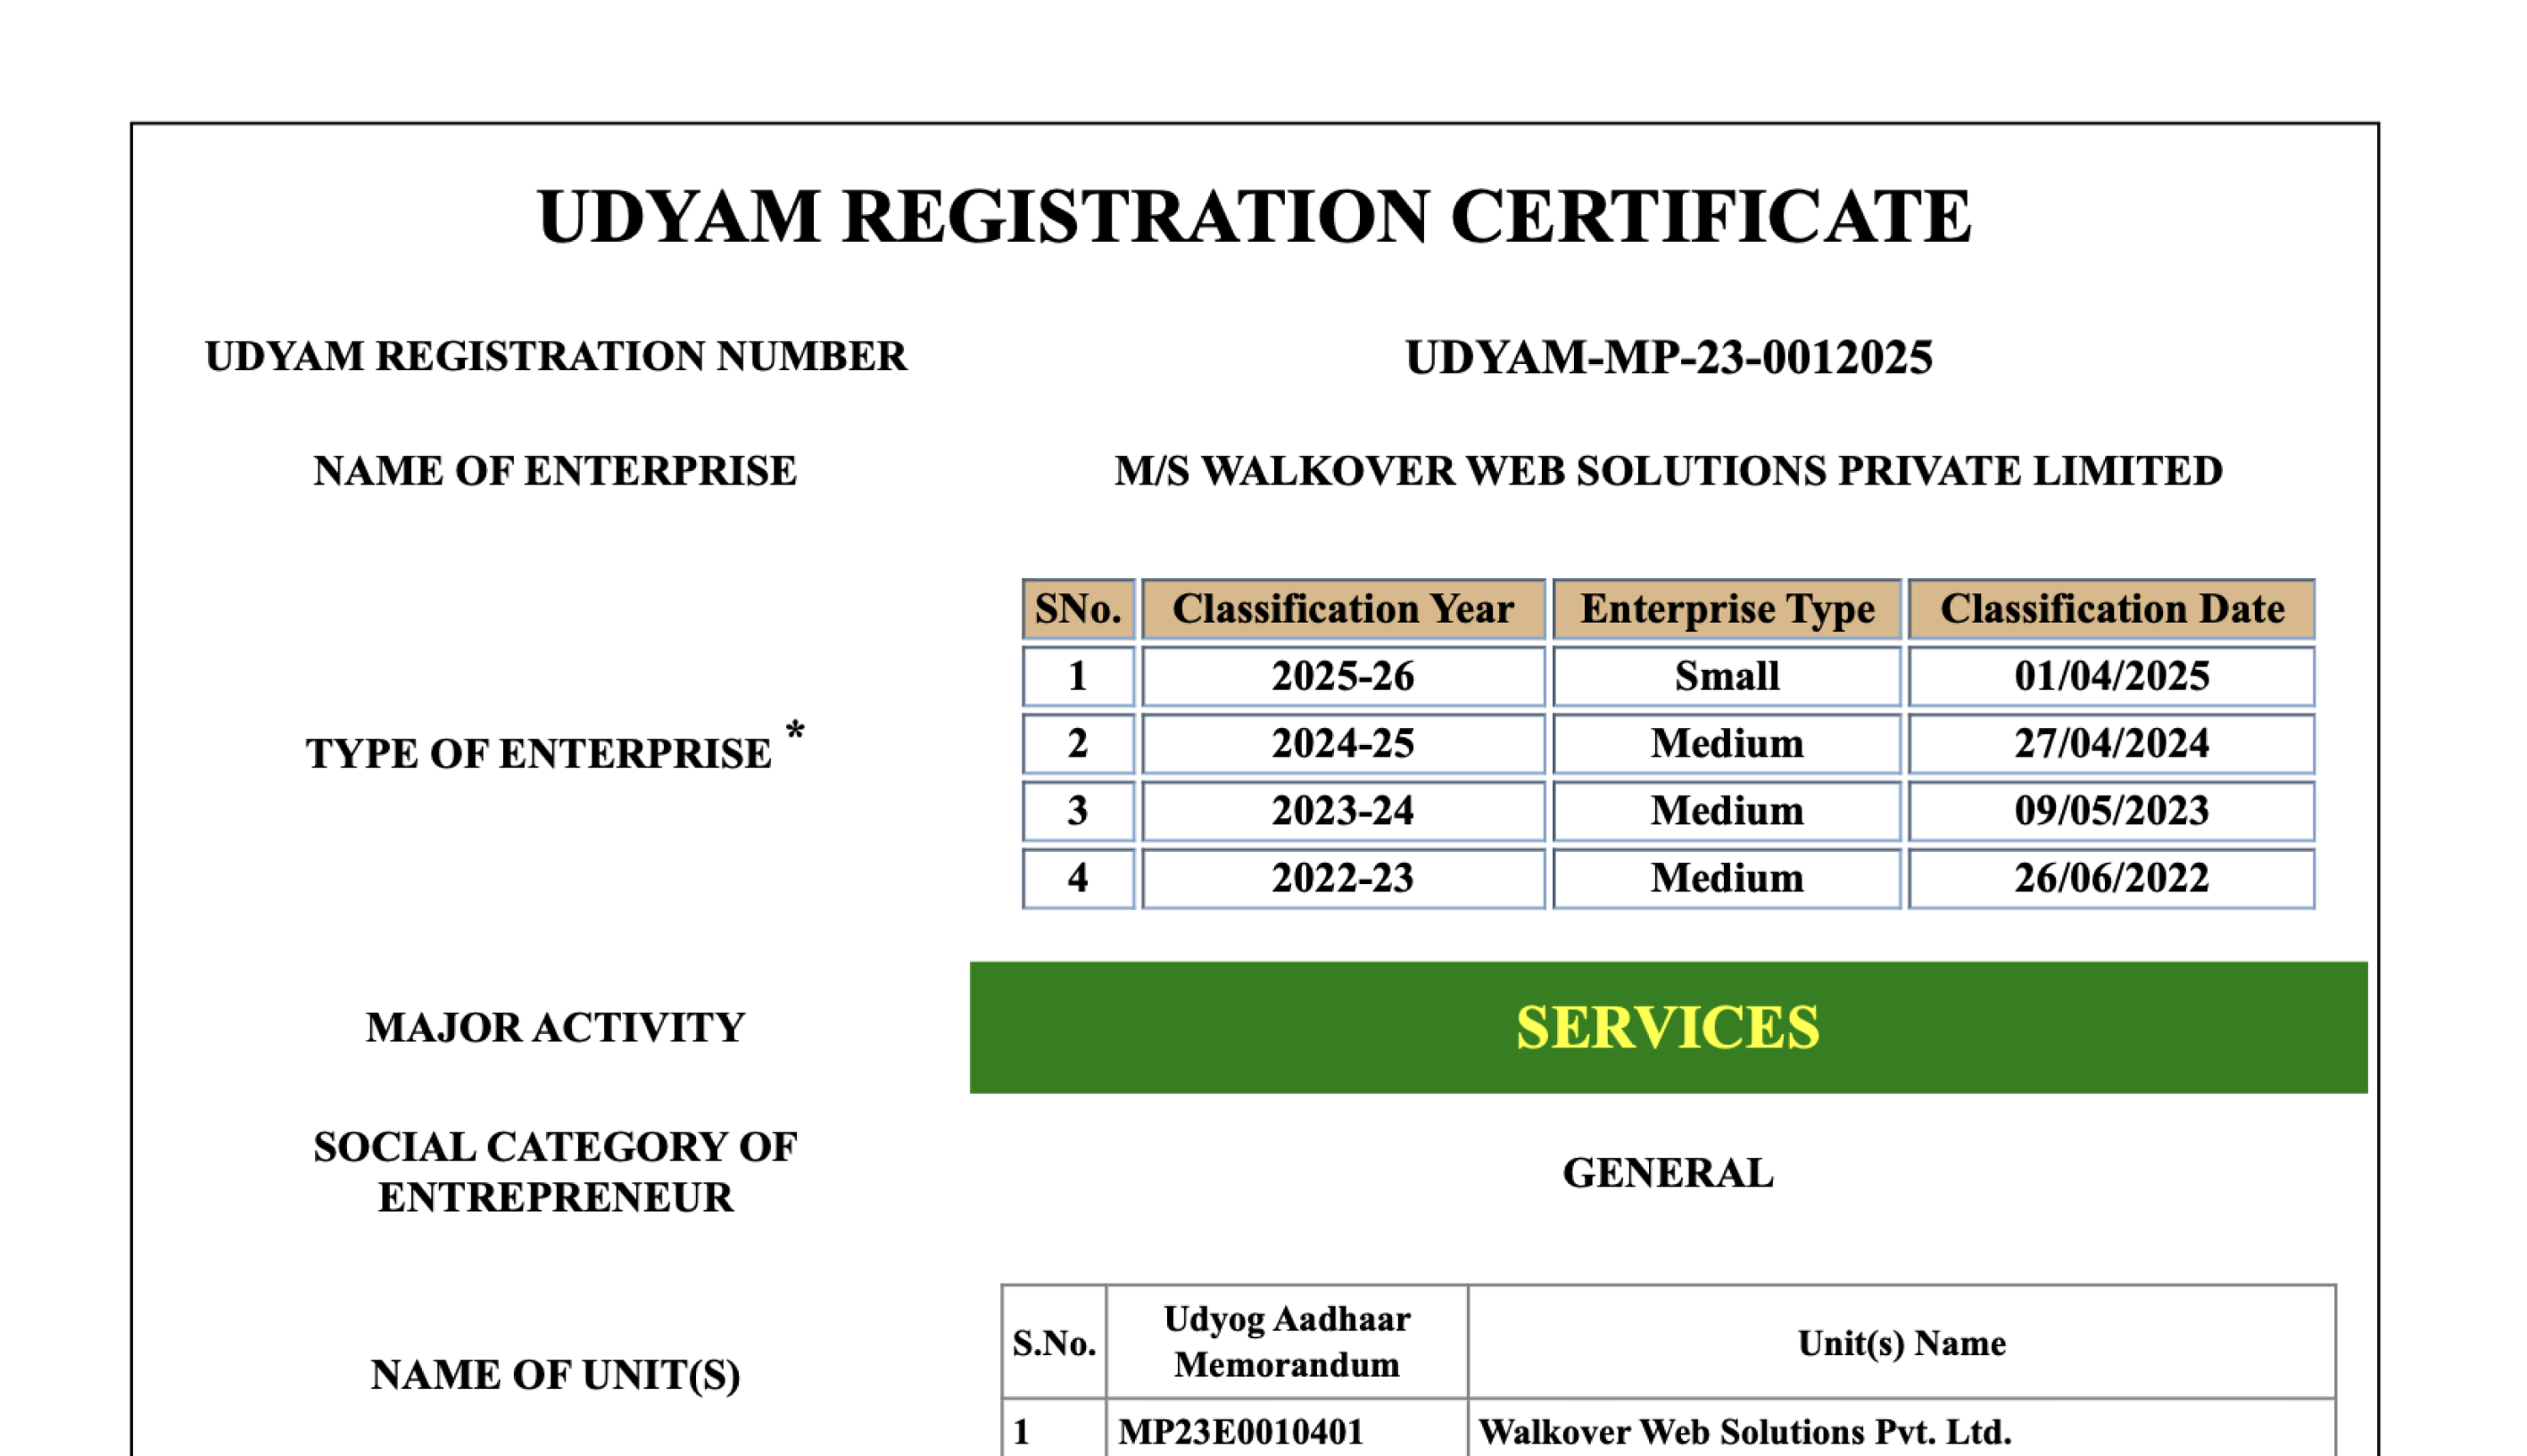 UDYAM REGISTRATION CERTIFICATE
UDYAM REGISTRATION NUMBER UDYAM-MP-23-0012025
NAME OF ENTERPRISE M/S WALKOVER WEB SOLUTIONS PRIVATE LIMITED
TYPE OF ENTERPRISE *
SNo. Classification Year Enterprise Type Classification Date
1 2025-26 Small 01/04/2025
2 2024-25 Medium 27/04/2024
3 2023-24 Medium 09/05/2023
4 2022-23 Medium 26/06/2022
MAJOR ACTIVITY SERVICES
SOCIAL CATEGORY OF
ENTREPRENEUR
GENERAL
NAME OF UNIT(S)
S.No. Udyog Aadhaar Memorandum Unit(s) Name
1 MP23E0010401 Walkover Web Solutions Pvt. Ltd.